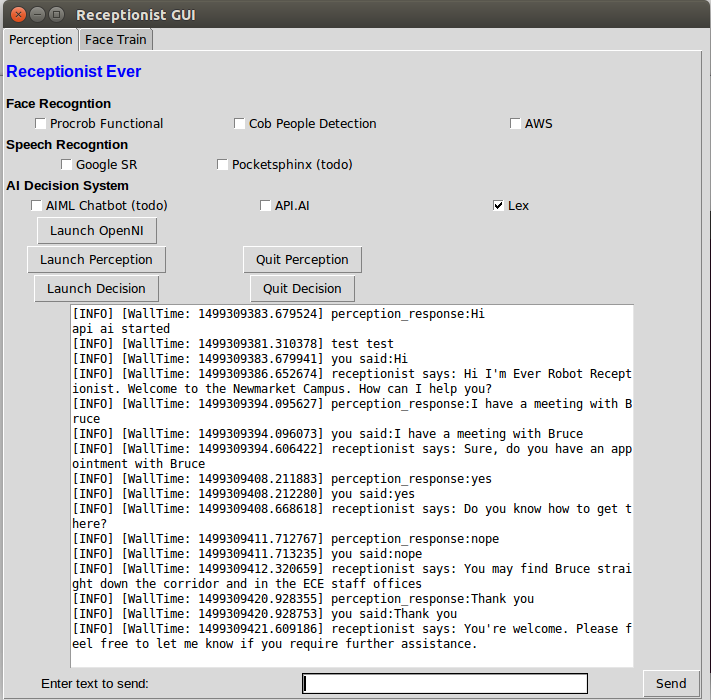 Receptionist GUI
Perception Face Train
Receptionist Ever
Face Recogntion
Procrob Functional Cob People Detection AWS
Speech Recogntion
Google SR Pocketsphinx (todo)
AI Decision System
AIML Chatbot (todo) API.AI Lex
Launch OpenNI
Launch Perception Quit Perception
Launch Decision Quit Decision
[INFO] [WallTime: 1499309383.679524] perception_response:Hi
api ai started
[INFO] [WallTime: 1499309381.310378] test test
[INFO] [WallTime: 1499309383.679941] you said:Hi
[INFO] [WallTime: 1499309386.652674] receptionist says: Hi I'm Ever Robot Recept
ionist. Welcome to the Newmarket Campus. How can I help you?
[INFO] [WallTime: 1499309394.095627] perception_response:I have a meeting with B
ruce
[INFO] [WallTime: 1499309394.096073] you said:I have a meeting with Bruce
[INFO] [WallTime: 1499309394.606422] receptionist says: Sure, do you have an app
ointment with Bruce
[INFO] [WallTime: 1499309408.211883] perception_response:yes
[INFO] [WallTime: 1499309408.212280] you said:yes
[INFO] [WallTime: 1499309408.668618] receptionist says: Do you know how to get t
here?
[INFO] [WallTime: 1499309411.712767] perception_response:nope
[INFO] [WallTime: 1499309411.713235] you said:nope
[INFO] [WallTime: 1499309412.320659] receptionist says: You may find Bruce strai
ght down the corridor and in the ECE staff offices
[INFO] [WallTime: 1499309420.928355] perception_response:Thank you
[INFO] [WallTime: 1499309420.928753] you said:Thank you
[INFO] [WallTime: 1499309421.609186] receptionist says: You're welcome. Please f
eel free to let me know if you require further assistance.
Enter text to send: Send